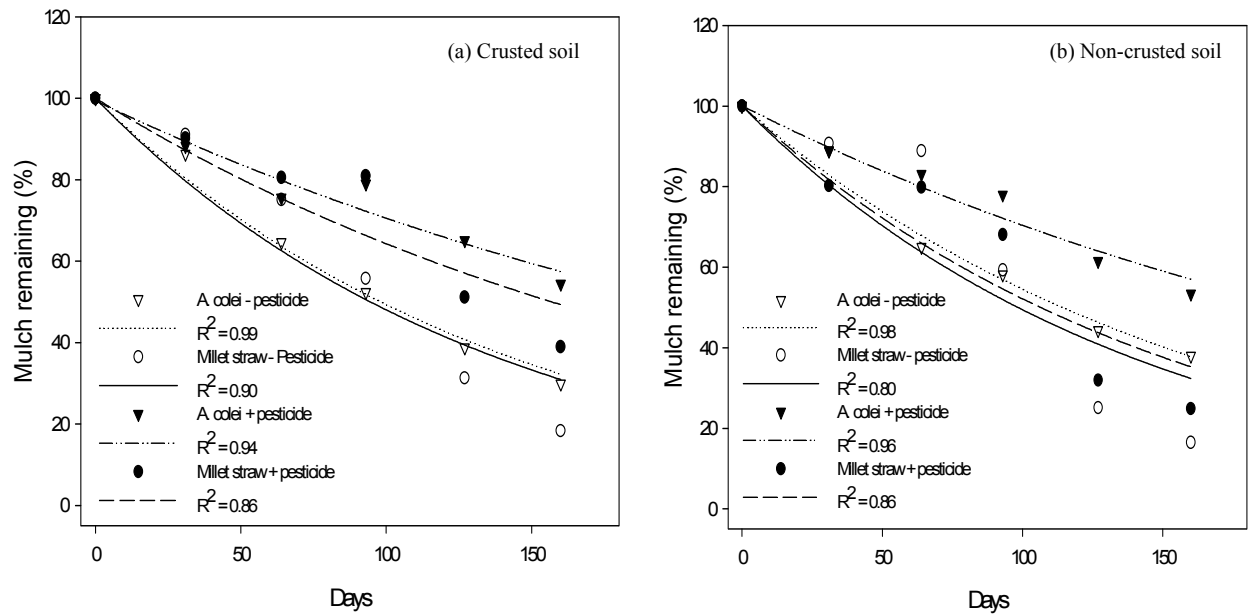 (a) Crusted soil
Mulch remaining (%)
120
100
80
60
40
20
0
A. colei - pesticide
R² = 0.99
Millet straw - Pesticide
R² = 0.90
A. colei + pesticide
R² = 0.94
Millet straw + pesticide
R² = 0.86
0 50 100 150
Days
(b) Non-crusted soil
Mulch remaining (%)
120
100
80
60
40
20
0
A. colei - pesticide
R² = 0.98
Millet straw - pesticide
R² = 0.80
A. colei + pesticide
R² = 0.96
Millet straw + pesticide
R² = 0.86
0 50 100 150
Days